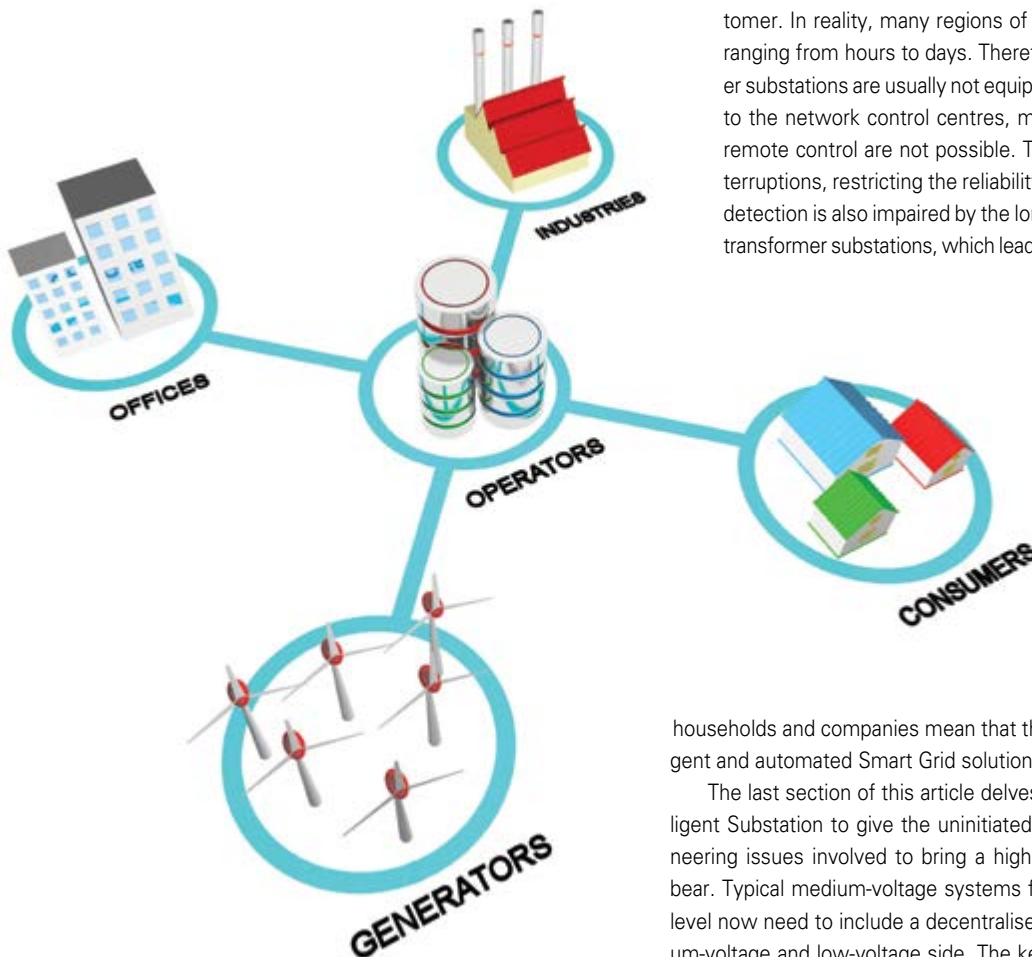 tomer. In reality, many regions of
ranging from hours to days. Theref
er substations are usually not equip
to the network control centres, m
remote control are not possible. T
terruptions, restricting the reliabilit
detection is also impaired by the lon
transformer substations, which lead
INDUSTRIES
OFFICES
OPERATORS
CONSUMERS
GENERATORS
households and companies mean that th
gent and automated Smart Grid solution
The last section of this article delves
ligent Substation to give the uninitiated
neering issues involved to bring a high
bear. Typical medium-voltage systems f
level now need to include a decentralise
um-voltage and low-voltage side. The ke